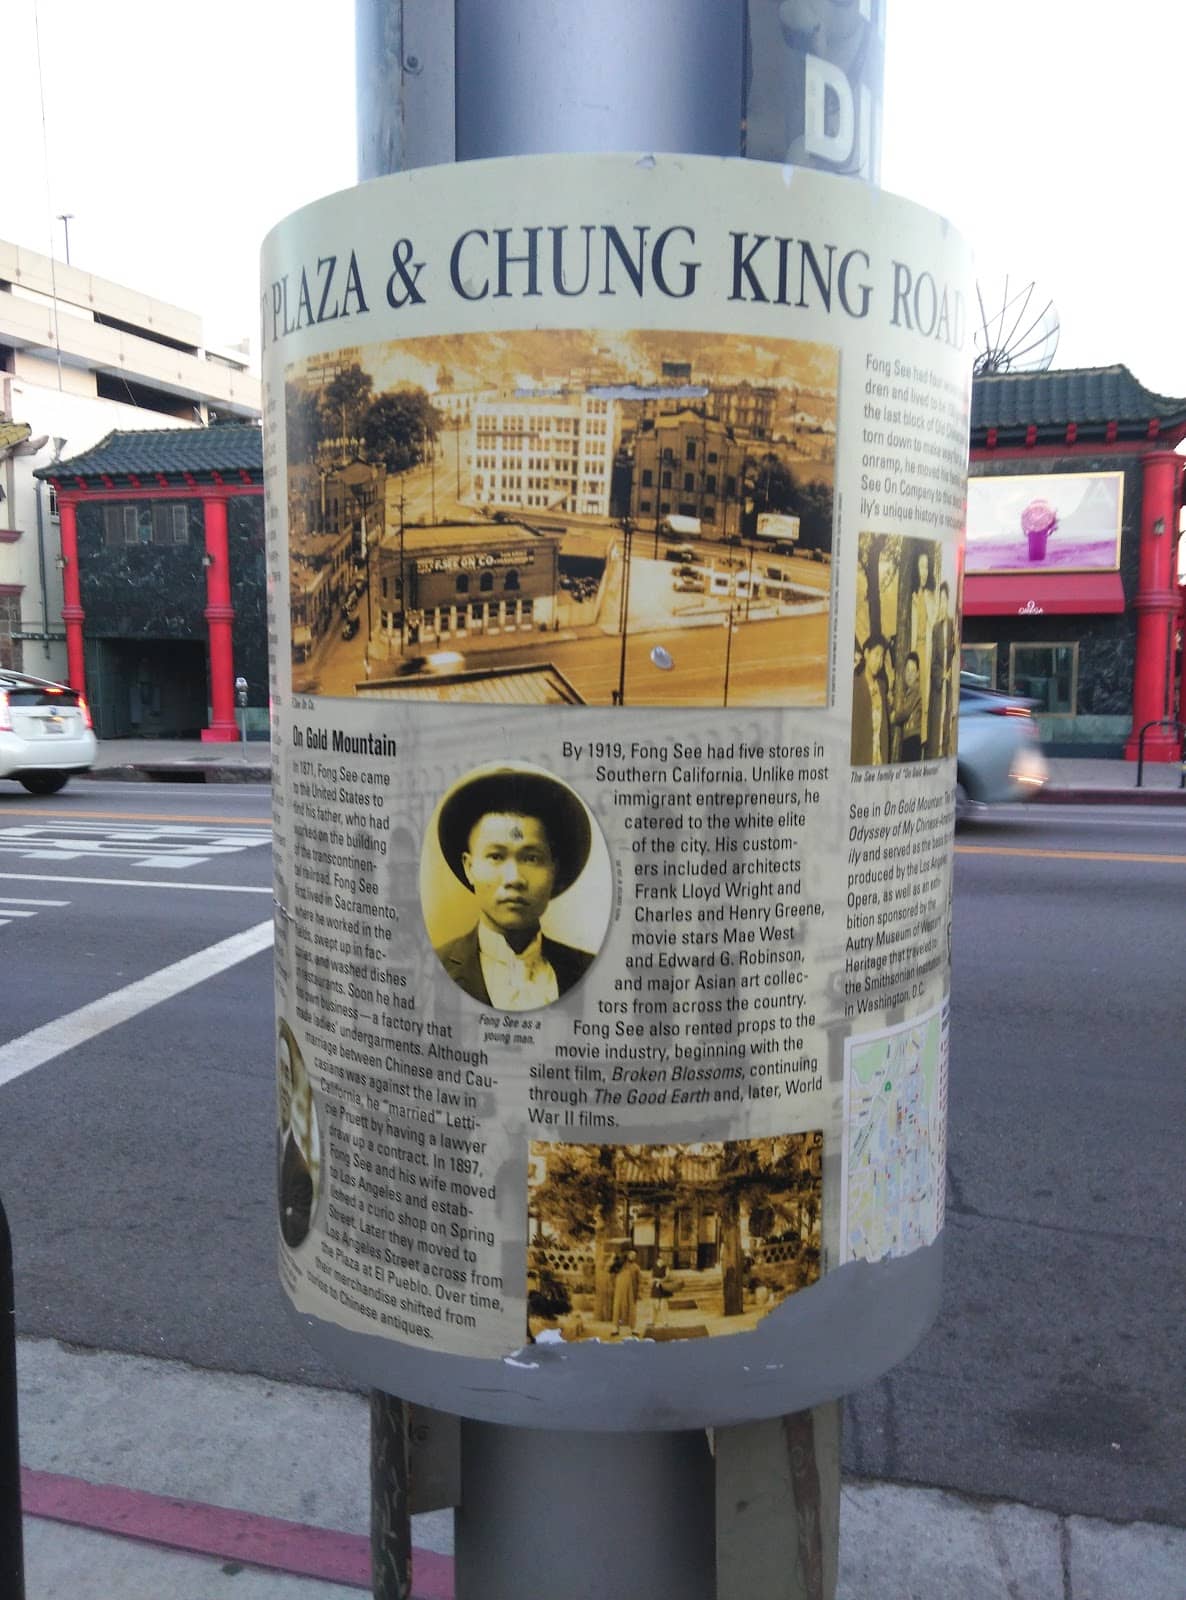 DI
PLAZA & CHUNG KING ROAD
F.SEE ON CO.
On Gold Mountain
In 1871, Fong See came
to the United States to
find his father, who had
worked on the building
of the transcontinen-
tal railroad. Fong See
first lived in Sacramento,
where he worked in the
fields, swept up in fac-
tories, and washed dishes
in restaurants. Soon he had
his own business—a factory that
made ladies' undergarments. Although
marriage between Chinese and Cau-
casians was against the law in
California, he "married" Letti-
cie Pruett by having a lawyer
draw up a contract. In 1897,
Fong See and his wife moved
to Los Angeles and estab-
lished a curio shop on Spring
Street. Later they moved to
Los Angeles Street across from
the Plaza at El Pueblo. Over time,
their merchandise shifted from
curios to Chinese antiques.
Fong See as a
young man.
By 1919, Fong See had five stores in
Southern California. Unlike most
immigrant entrepreneurs, he
catered to the white elite
of the city. His custom-
ers included architects
Frank Lloyd Wright and
Charles and Henry Greene,
movie stars Mae West
and Edward G. Robinson,
and major Asian art collec-
tors from across the country.
Fong See also rented props to the
movie industry, beginning with the
silent film, Broken Blossoms, continuing
through The Good Earth and, later, World
War II films.
Fong See had four
dren and lived to be
the last block of Old
torn down to make
onramp, he moved his
See On Company to this
ily's unique history is
The See family of "On Gold Mountain"
See in On Gold Mountain: The
Odyssey of My Chinese-
ily and served as the basis
produced by the Los Angeles
Opera, as well as an exh
bition sponsored by the
Autry Museum of Western
Heritage that traveled to
the Smithsonian Institution
in Washington, D.C.
OMEGA